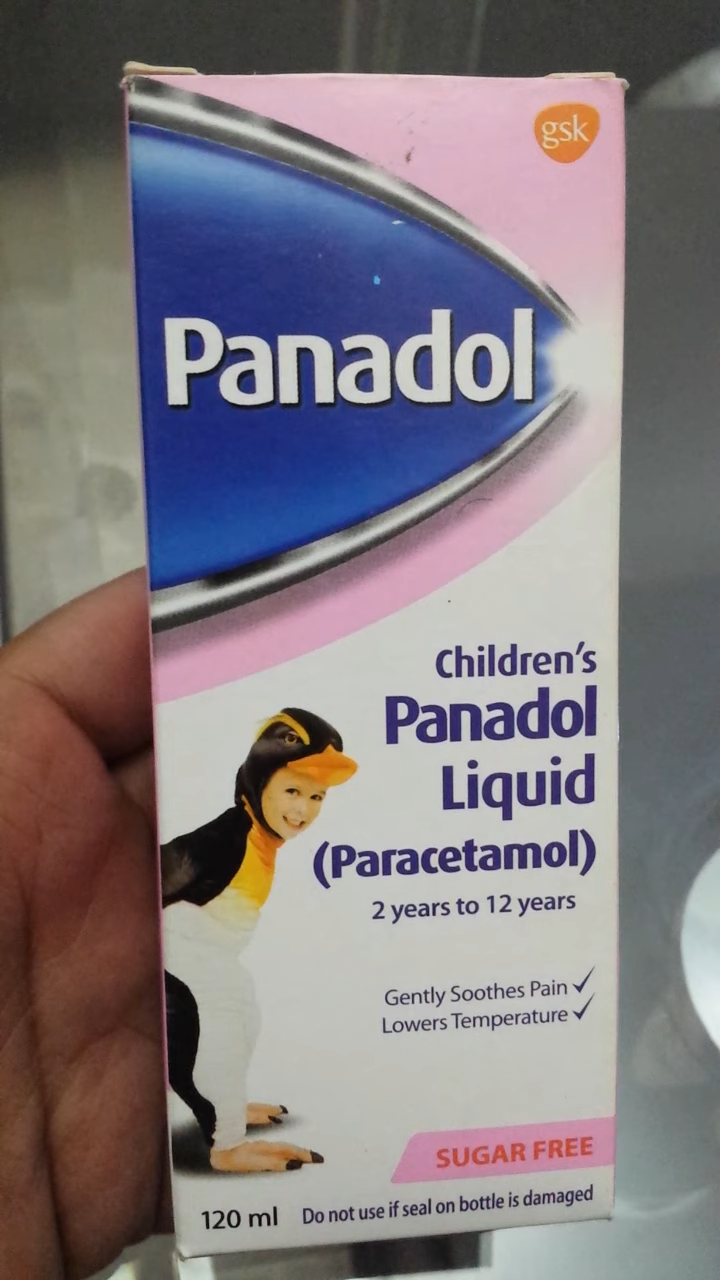 gsk
Panadol
Children's
Panadol
Liquid
(Paracetamol)
2 years to 12 years
Gently Soothes Pain ✓
Lowers Temperature ✓
SUGAR FREE
120 ml Do not use if seal on bottle is damaged